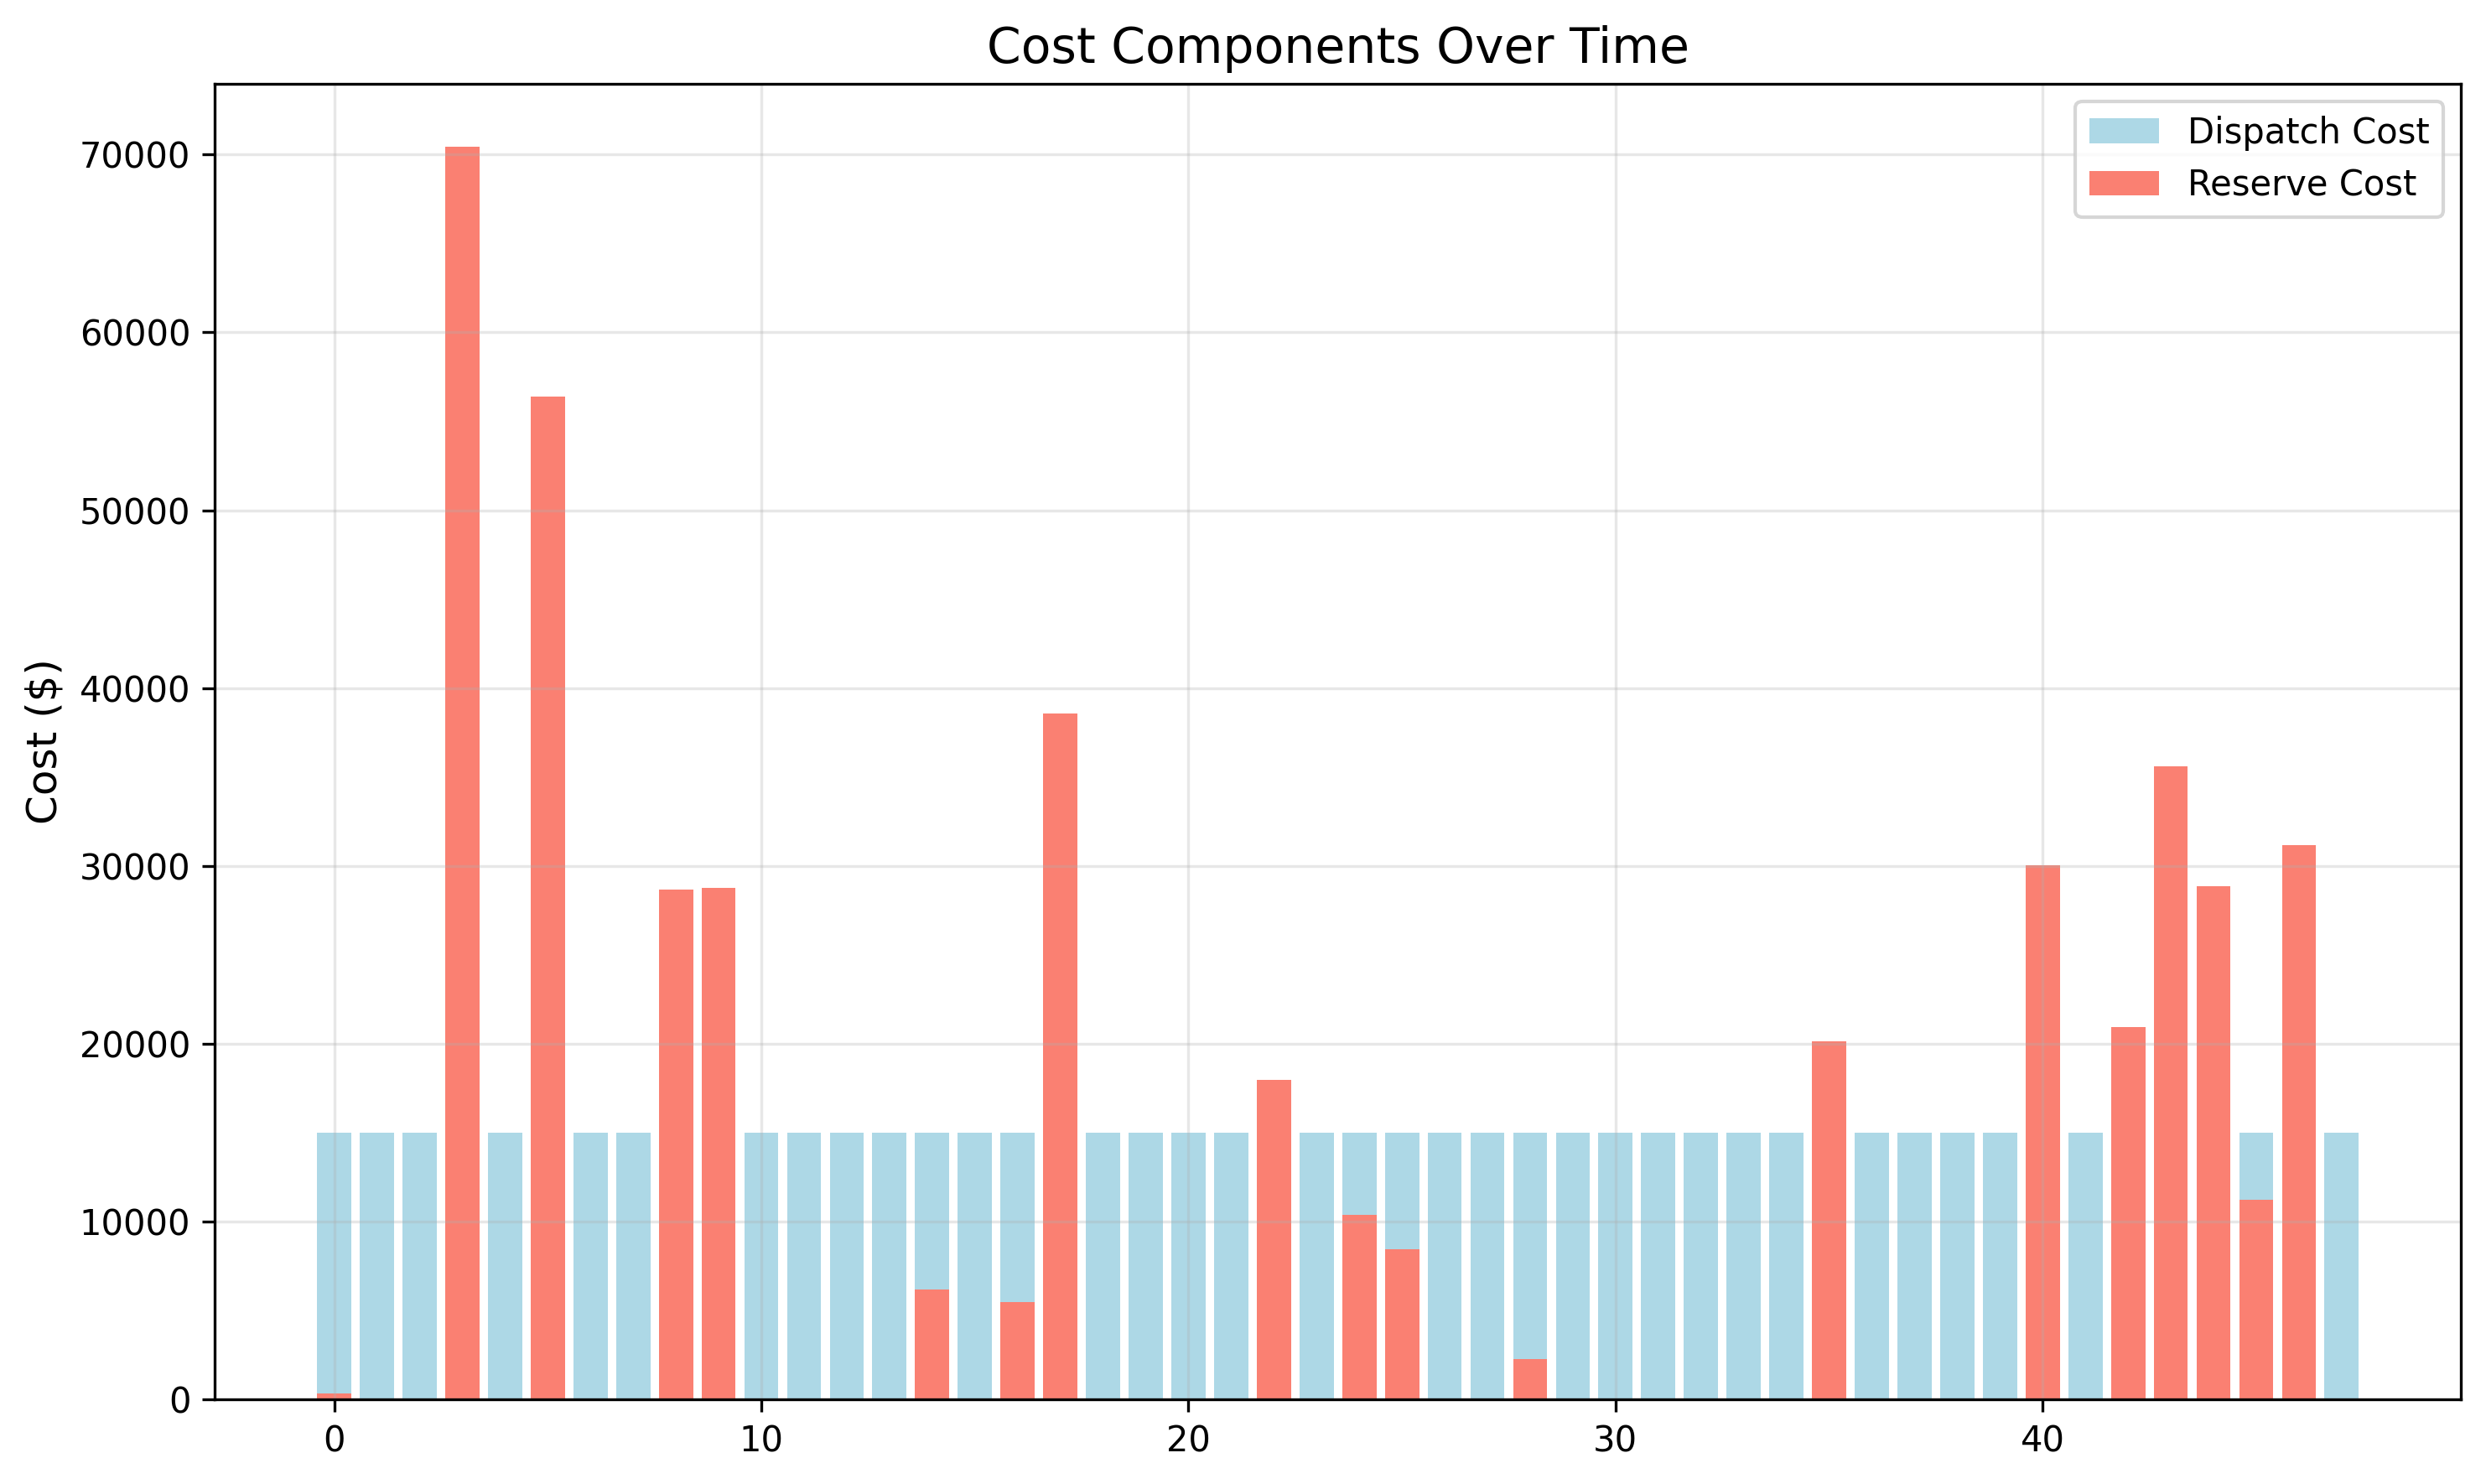 Cost Components Over Time
Dispatch Cost
Reserve Cost
Cost ($)
70000
60000
50000
40000
30000
20000
10000
0
0 10 20 30 40